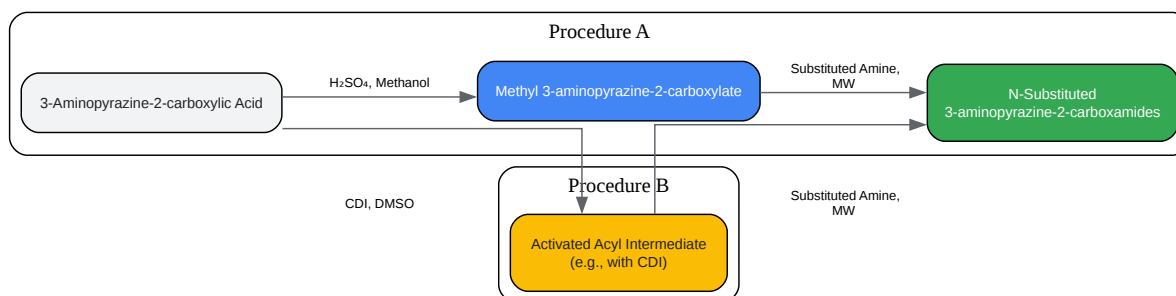 Procedure A
3-Aminopyrazine-2-carboxylic Acid
H₂SO₄, Methanol
Methyl 3-aminopyrazine-2-carboxylate
Substituted Amine,
MW
N-Substituted
3-aminopyrazine-2-carboxamides
Procedure B
CDI, DMSO
Activated Acyl Intermediate
(e.g., with CDI)
Substituted Amine,
MW